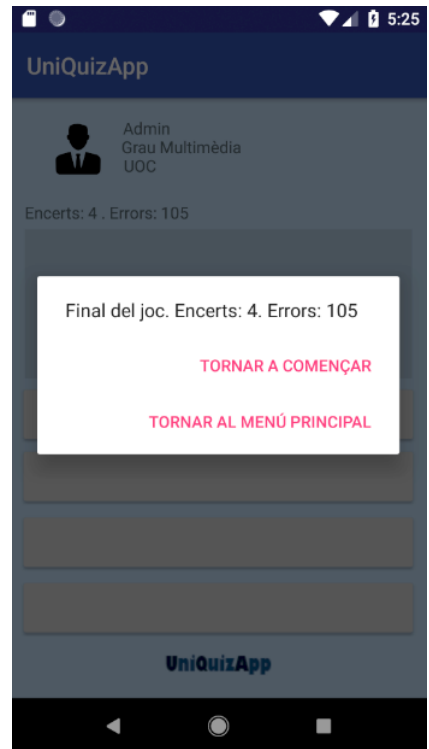 5:25
UniQuizApp
Admin
Grau Multimèdia
UOC
Encerts: 4 . Errors: 105
Final del joc. Encerts: 4. Errors: 105
TORNAR A COMENÇAR
TORNAR AL MENÚ PRINCIPAL
UniQuizApp